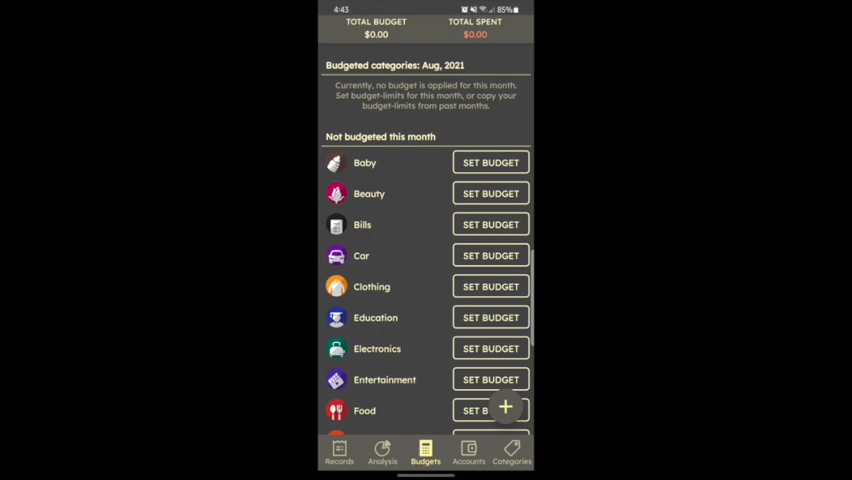 4:43
85%
TOTAL BUDGET
TOTAL SPENT
$0.00
$0.00
Budgeted categories: Aug, 2021
Currently, no budget is applied for this month.
Set budget-limits for this month, or copy your
budget-limits from past months.
Not budgeted this month
Baby
SET BUDGET
Beauty
SET BUDGET
Bills
SET BUDGET
Car
SET BUDGET
Clothing
SET BUDGET
Education
SET BUDGET
Electronics
SET BUDGET
Entertainment
SET BUDGET
Food
SET B
+
Records
Analysis
Budgets
Accounts
Categories